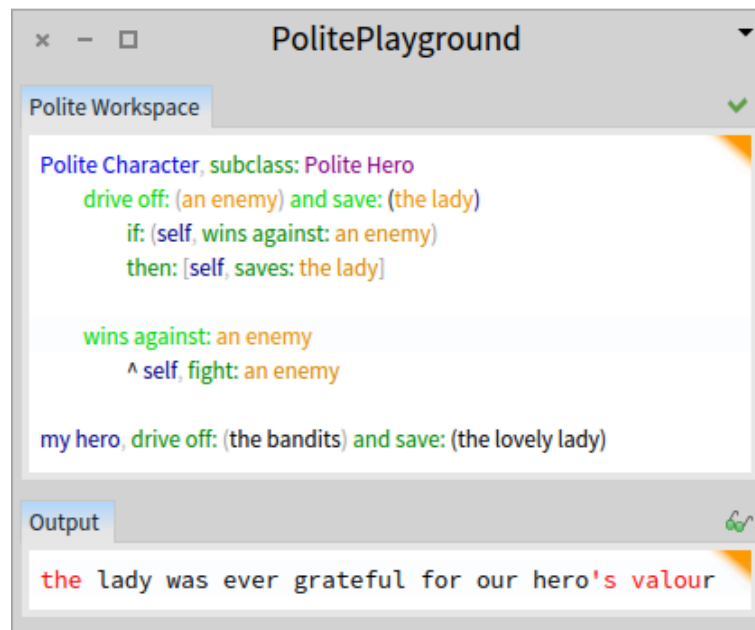 PolitePlayground
Polite Workspace
Polite Character, subclass: Polite Hero
drive off: (an enemy) and save: (the lady)
if: (self, wins against: an enemy)
then: [self, saves: the lady]
wins against: an enemy
^ self, fight: an enemy
my hero, drive off: (the bandits) and save: (the lovely lady)
Output
the lady was ever grateful for our hero's valour